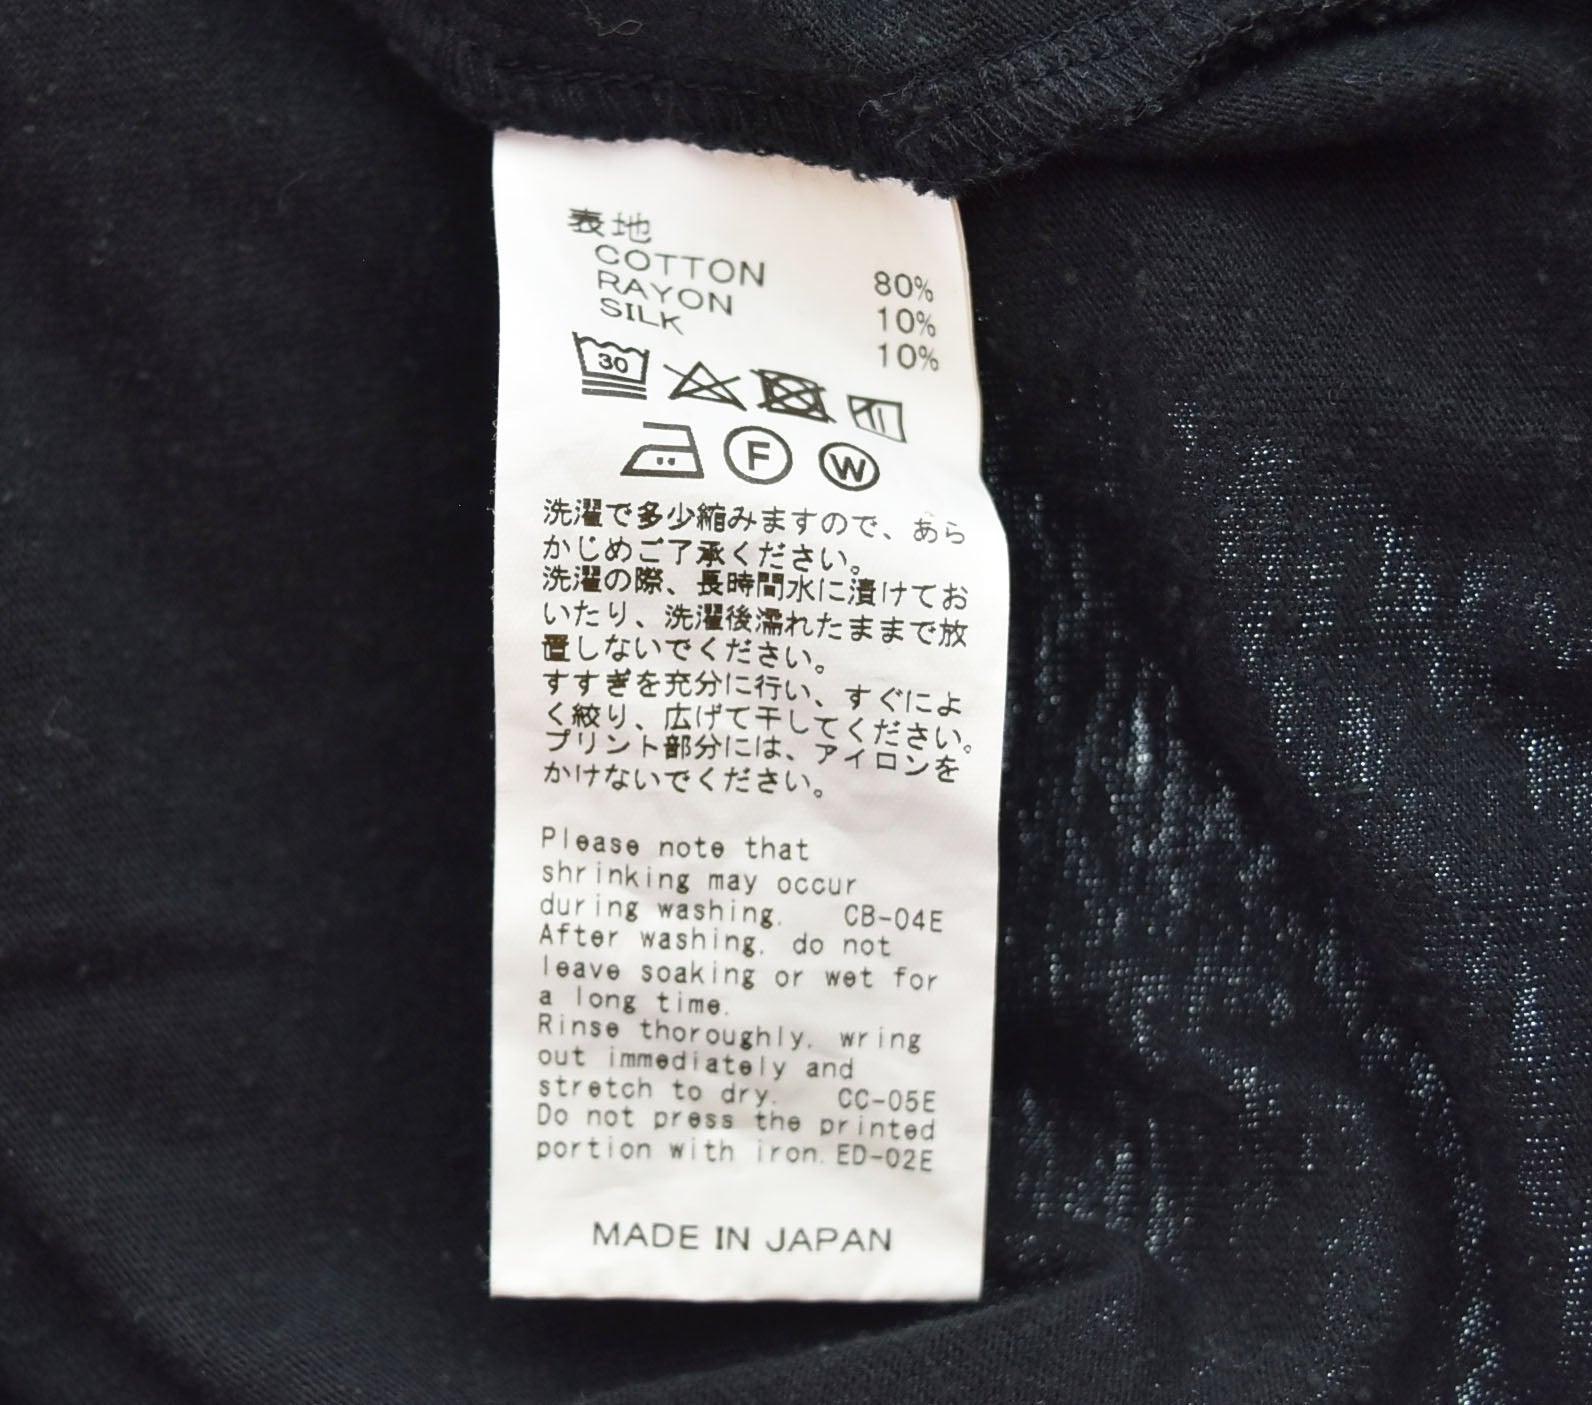 表地
COTTON 80%
RAYON 10%
SILK 10%
30
F W
洗濯で多少縮みますので、あら
かじめご了承ください。
洗濯の際、長時間水に漬けてお
いたり、洗濯後濡れたままで放
置しないでください。
すすぎを充分に行い、すぐによ
く絞り、広げて干してください。
プリント部分には、アイロンを
かけないでください。
Please note that
shrinking may occur
during washing. CB-04E
After washing, do not
leave soaking or wet for
a long time.
Rinse thoroughly, wring
out immediately and
stretch to dry. CC-05E
Do not press the printed
portion with iron. ED-02E
MADE IN JAPAN